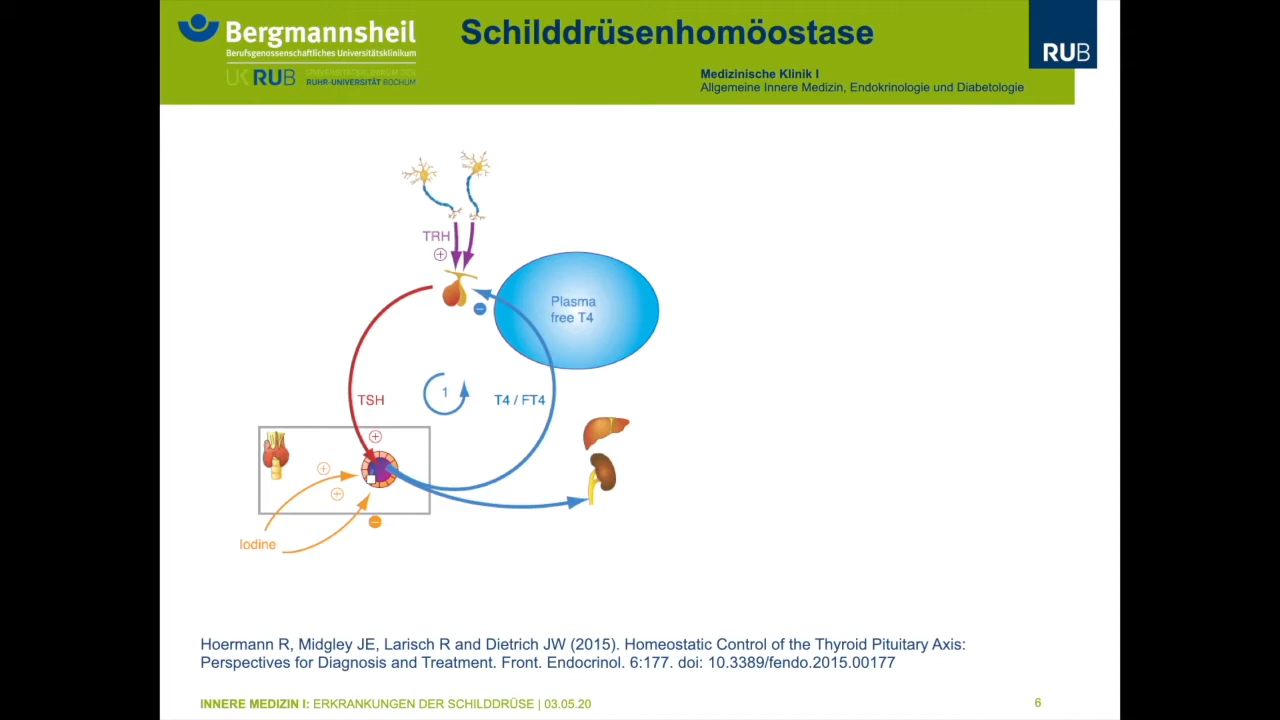 Bergmannsheil
Berufsgenossenschaftliches Universitätsklinikum
UK RUB
UNIVERSITÄTSKLINIKUM DER
RUHR-UNIVERSITÄT BOCHUM
Schilddrüsenhomöostase
RUB
Medizinische Klinik I
Allgemeine Innere Medizin, Endokrinologie und Diabetologie
TRH
+
Plasma
free T4
−
1
TSH
T4 / FT4
+
+
+
−
Iodine
Hoermann R, Midgley JE, Larisch R and Dietrich JW (2015). Homeostatic Control of the Thyroid Pituitary Axis:
Perspectives for Diagnosis and Treatment. Front. Endocrinol. 6:177. doi: 10.3389/fendo.2015.00177
INNERE MEDIZIN I: ERKRANKUNGEN DER SCHILDDRÜSE | 03.05.20
6